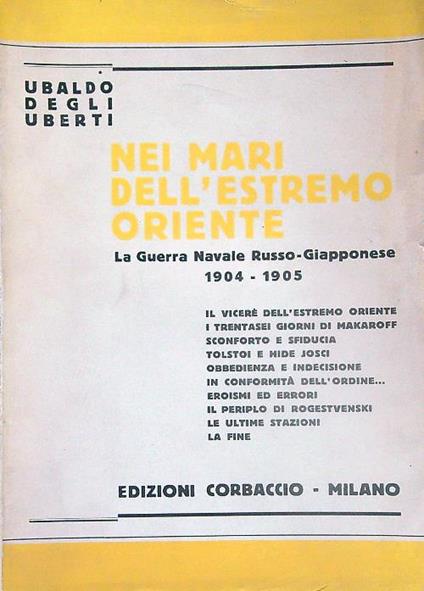 UBALDO
DEGLI
UBERTI
NEI MARI
DELL'ESTREMO
ORIENTE
La Guerra Navale Russo-Giapponese
1904 - 1905
IL VICERÈ DELL'ESTREMO ORIENTE
I TRENTASEI GIORNI DI MAKAROFF
SCONFORTO E SFIDUCIA
TOLSTOI E HIDE JOSCI
OBBEDIENZA E INDECISIONE
IN CONFORMITÀ DELL'ORDINE...
EROISMI ED ERRORI
IL PERIPLO DI ROGESTVENSKI
LE ULTIME STAZIONI
LA FINE
EDIZIONI CORBACCIO - MILANO